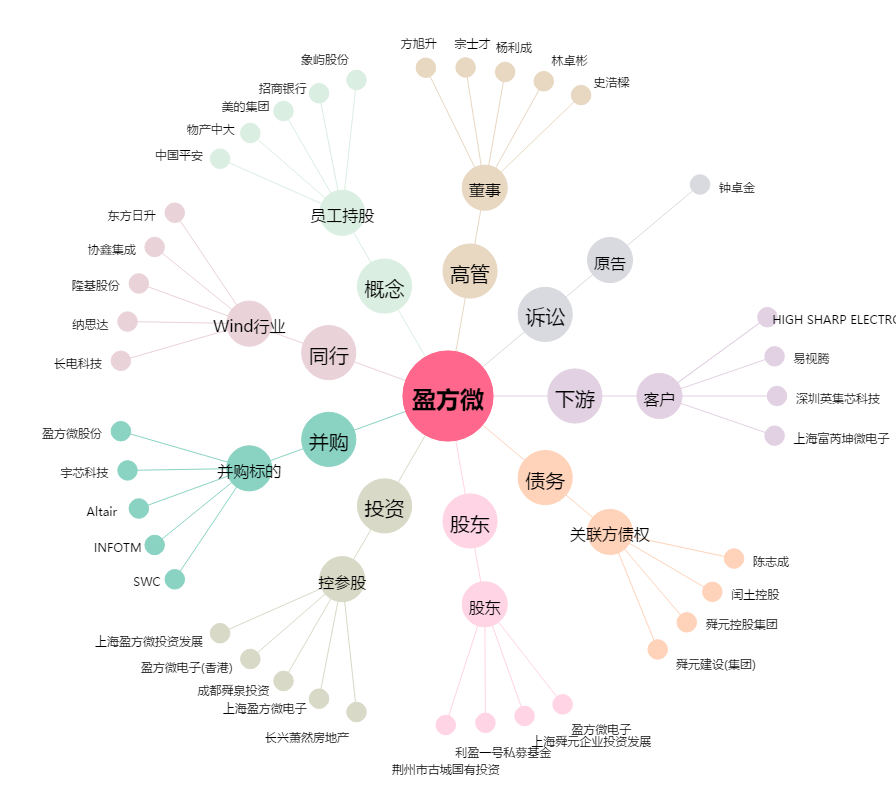 方旭升
宗士才
杨利成
林卓彬
史浩樑
象屿股份
招商银行
美的集团
物产中大
中国平安
员工持股
概念
董事
高管
钟卓金
原告
诉讼
东方日升
协鑫集成
隆基股份
纳思达
长电科技
Wind行业
同行
盈方微
HIGH SHARP ELECTRO
易视腾
深圳英集芯科技
上海富芮坤微电子
客户
下游
盈方微股份
宇芯科技
Altair
INFOTM
SWC
并购标的
并购
投资
控参股
上海盈方微投资发展
盈方微电子(香港)
成都舜泉投资
上海盈方微电子
长兴萧然房地产
股东
股东
盈方微电子
上海舜元企业投资发展
利盈一号私募基金
荆州市古城国有投资
债务
关联方债权
陈志成
闰土控股
舜元控股集团
舜元建设(集团)